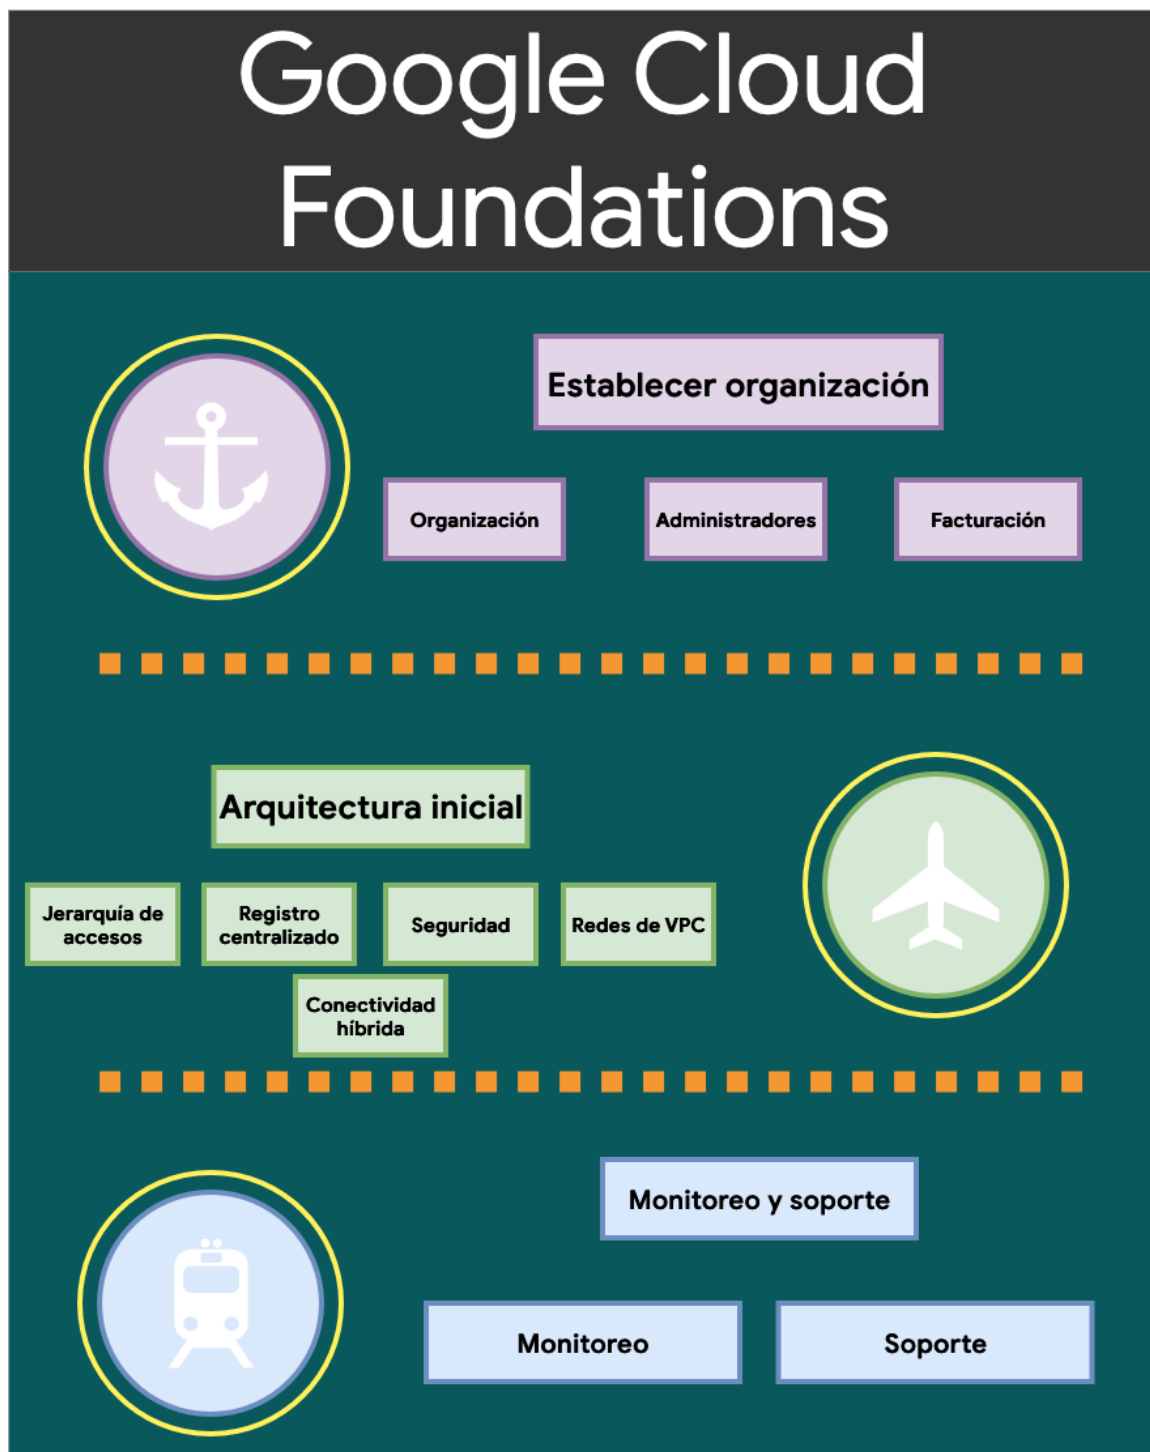 Google Cloud
Foundations
Establecer organización
Organización
Administradores
Facturación
Arquitectura inicial
Jerarquía de
accesos
Registro
centralizado
Seguridad
Redes de VPC
Conectividad
híbrida
Monitoreo y soporte
Monitoreo
Soporte